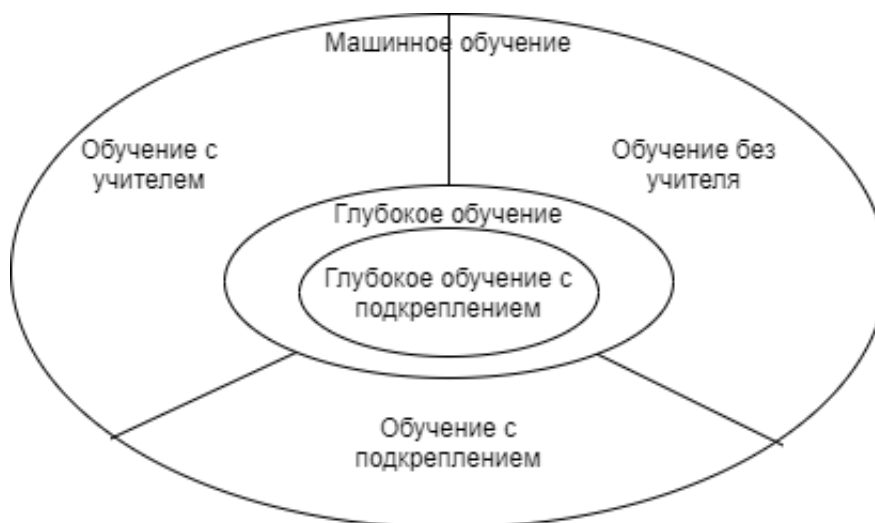 Машинное обучение
Обучение с
учителем
Обучение без
учителя
Глубокое обучение
Глубокое обучение с
подкреплением
Обучение с
подкреплением